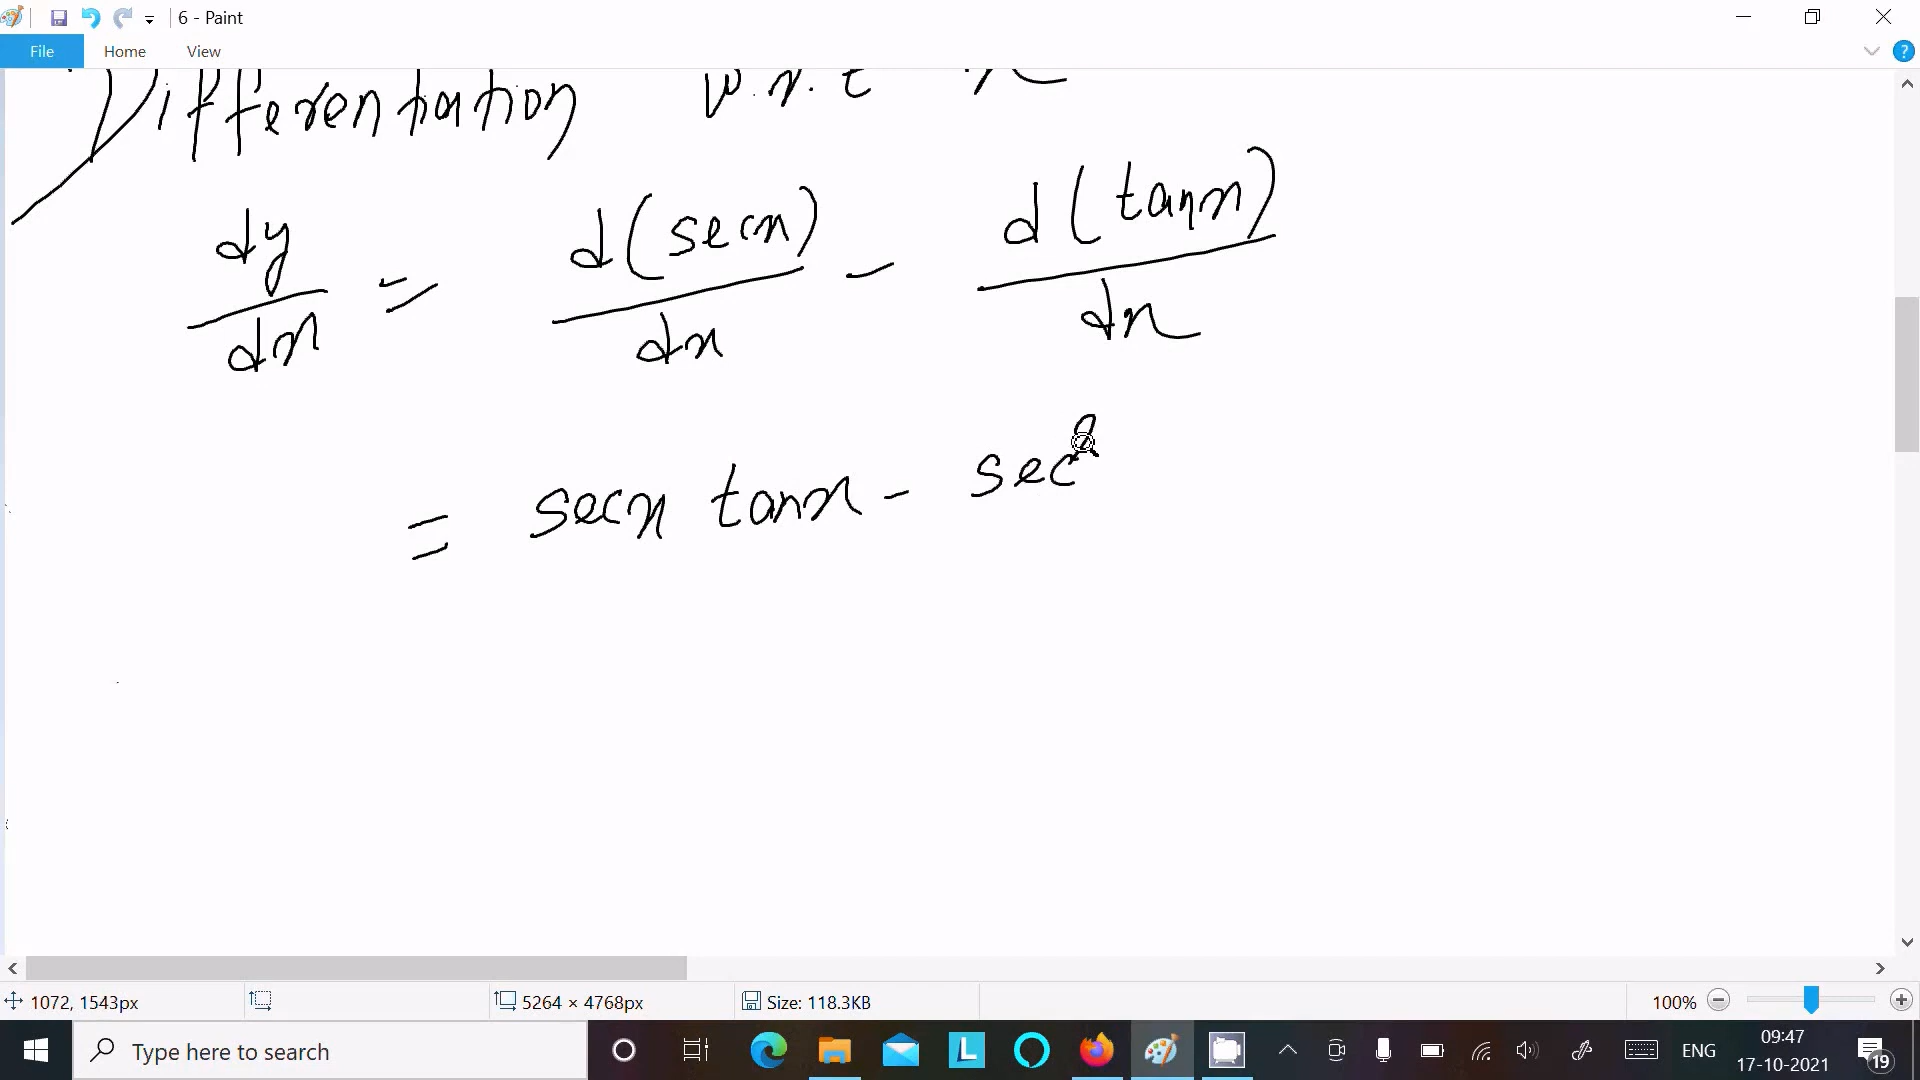 6 - Paint
File Home View
Differentiation w.r.t x
dy/dx = d(secx)/dx - d(tanx)/dx
= secx tanx - sec²
1072, 1543px 5264 × 4768px Size: 118.3KB 100%
Type here to search L ENG 09:47
17-10-2021 19